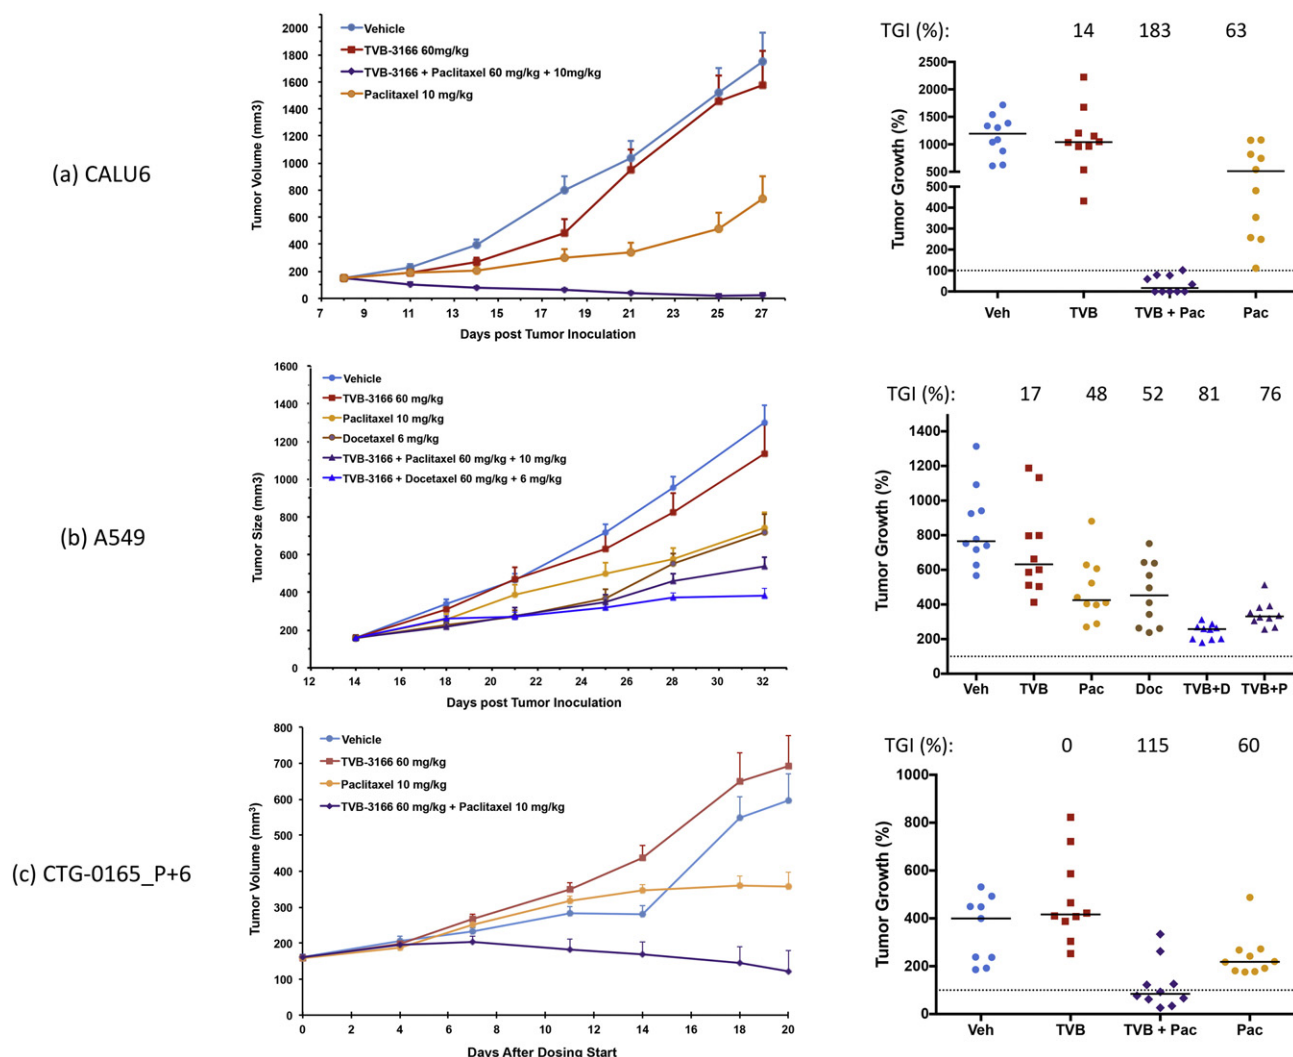 (a) CALU6
2000
1800
1600
1400
1200
1000
800
600
400
200
0
Tumor Volume (mm3)
Vehicle
TVB-3166 60mg/kg
TVB-3166 + Paclitaxel 60 mg/kg + 10mg/kg
Paclitaxel 10 mg/kg
7 9 11 13 15 17 19 21 23 25 27
Days post Tumor Inoculation
TGI (%): 14 183 63
2500
2000
1500
1000
500
500
400
300
200
100
0
Tumor Growth (%)
Veh TVB TVB + Pac Pac
(b) A549
1600
1400
1200
1000
800
600
400
200
0
Tumor Size (mm3)
Vehicle
TVB-3166 60 mg/kg
Paclitaxel 10 mg/kg
Docetaxel 6 mg/kg
TVB-3166 + Paclitaxel 60 mg/kg + 10 mg/kg
TVB-3166 + Docetaxel 60 mg/kg + 6 mg/kg
12 14 16 18 20 22 24 26 28 30 32
Days post Tumor Inoculation
TGI (%): 17 48 52 81 76
1400
1200
1000
800
600
400
200
0
Tumor Growth (%)
Veh TVB Pac Doc TVB+D TVB+P
(c) CTG-0165_P+6
800
700
600
500
400
300
200
100
0
Tumor Volume (mm³)
Vehicle
TVB-3166 60 mg/kg
Paclitaxel 10 mg/kg
TVB-3166 60 mg/kg + Paclitaxel 10 mg/kg
0 2 4 6 8 10 12 14 16 18 20
Days After Dosing Start
TGI (%): 0 115 60
1000
800
600
400
200
0
Tumor Growth (%)
Veh TVB TVB + Pac Pac